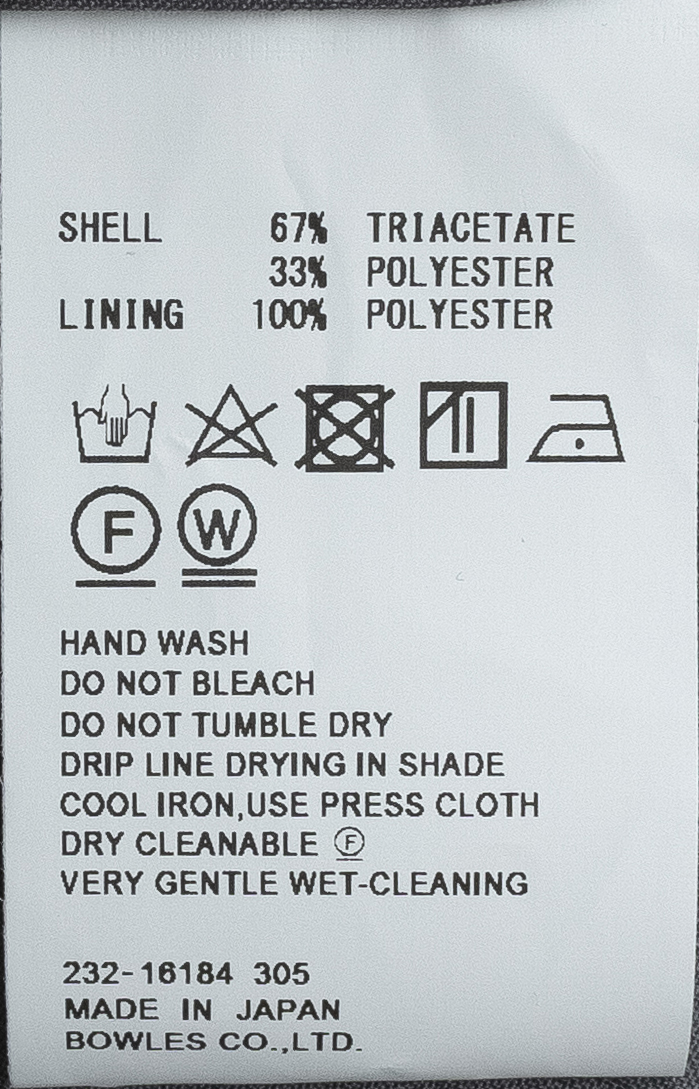 SHELL 67% TRIACETATE
33% POLYESTER
LINING 100% POLYESTER
F W
HAND WASH
DO NOT BLEACH
DO NOT TUMBLE DRY
DRIP LINE DRYING IN SHADE
COOL IRON,USE PRESS CLOTH
DRY CLEANABLE Ⓕ
VERY GENTLE WET-CLEANING
232-16184 305
MADE IN JAPAN
BOWLES CO.,LTD.